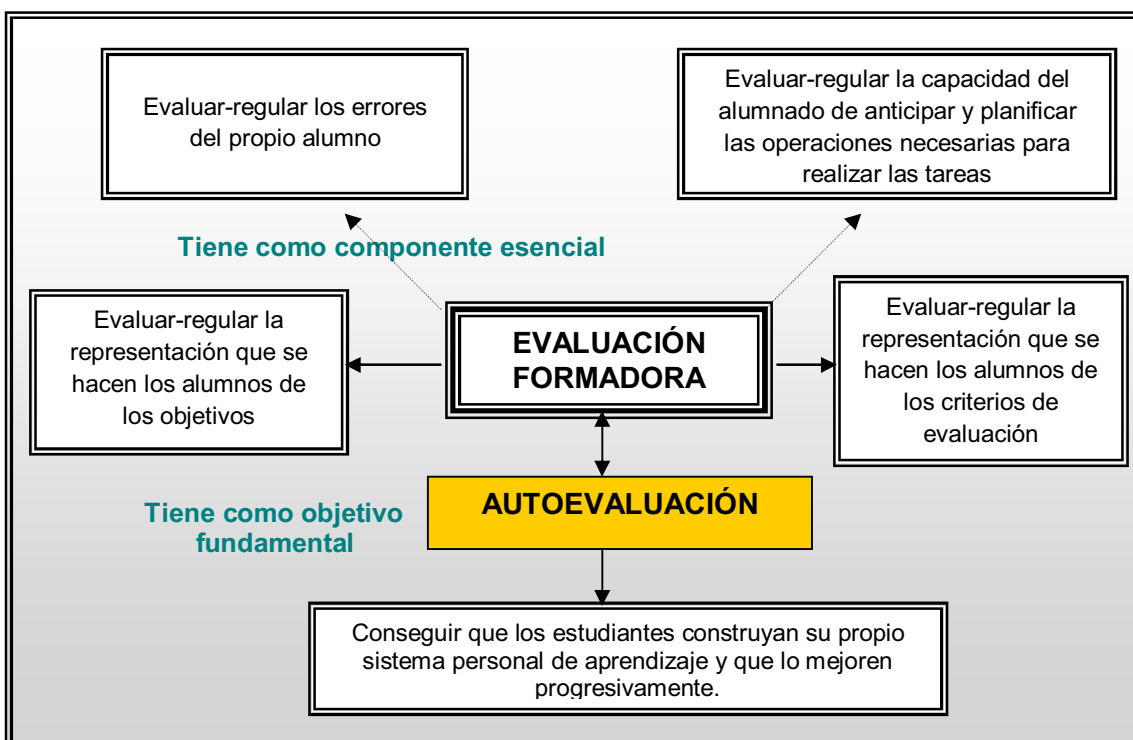 Evaluar-regular los errores
del propio alumno
Evaluar-regular la capacidad del
alumnado de anticipar y planificar
las operaciones necesarias para
realizar las tareas
Tiene como componente esencial
Evaluar-regular la
representación que se
hacen los alumnos de
los objetivos
EVALUACIÓN
FORMADORA
Evaluar-regular la
representación que se
hacen los alumnos de
los criterios de
evaluación
Tiene como objetivo
fundamental
AUTOEVALUACIÓN
Conseguir que los estudiantes construyan su propio
sistema personal de aprendizaje y que lo mejoren
progresivamente.